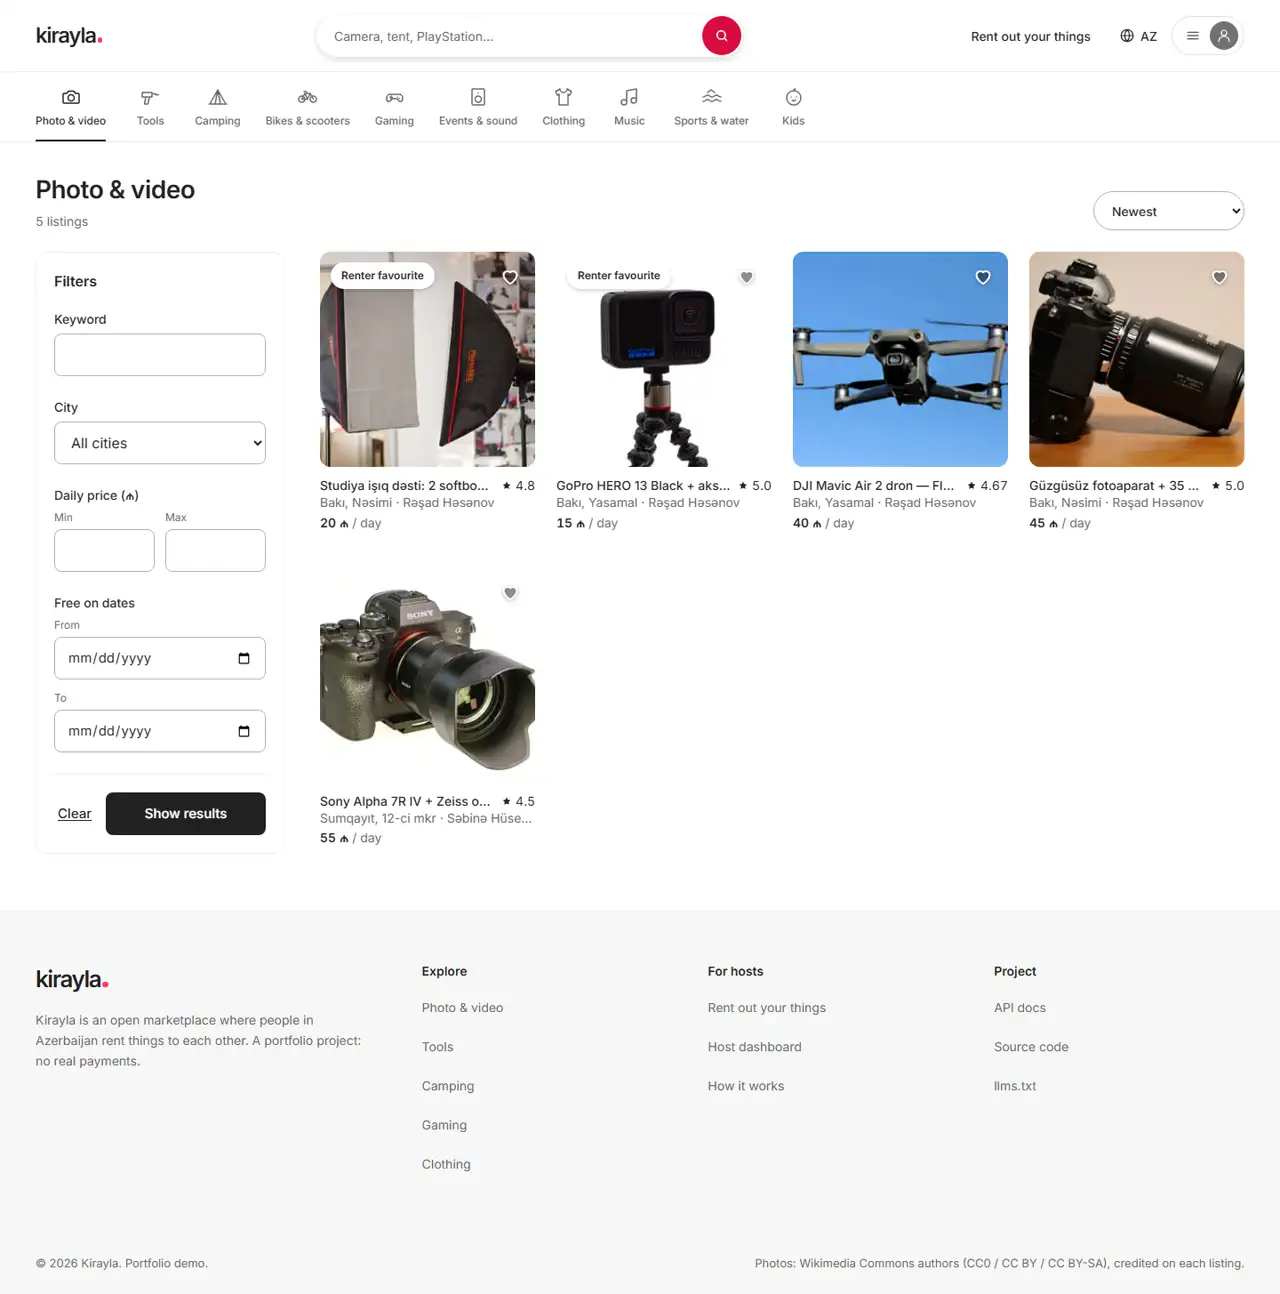 kirayla.
Camera, tent, PlayStation...
Rent out your things
AZ
Photo & video
Tools
Camping
Bikes & scooters
Gaming
Events & sound
Clothing
Music
Sports & water
Kids
Photo & video
5 listings
Newest
Filters
Keyword
City
All cities
Daily price (₼)
Min
Max
Free on dates
From
mm/dd/yyyy
To
mm/dd/yyyy
Clear
Show results
Renter favourite
Studiya işıq dəsti: 2 softbo... ★ 4.8
Bakı, Nəsimi · Rəşad Həsənov
20 ₼ / day
Renter favourite
GoPro HERO 13 Black + aks... ★ 5.0
Bakı, Yasamal · Rəşad Həsənov
15 ₼ / day
DJI Mavic Air 2 dron — Fl... ★ 4.67
Bakı, Yasamal · Rəşad Həsənov
40 ₼ / day
Güzgüsüz fotoaparat + 35 ... ★ 5.0
Bakı, Nəsimi · Rəşad Həsənov
45 ₼ / day
SONY
Sony Alpha 7R IV + Zeiss o... ★ 4.5
Sumqayıt, 12-ci mkr · Səbinə Hüse...
55 ₼ / day
kirayla.
Kirayla is an open marketplace where people in
Azerbaijan rent things to each other. A portfolio project:
no real payments.
Explore
Photo & video
Tools
Camping
Gaming
Clothing
For hosts
Rent out your things
Host dashboard
How it works
Project
API docs
Source code
llms.txt
© 2026 Kirayla. Portfolio demo.
Photos: Wikimedia Commons authors (CC0 / CC BY / CC BY-SA), credited on each listing.